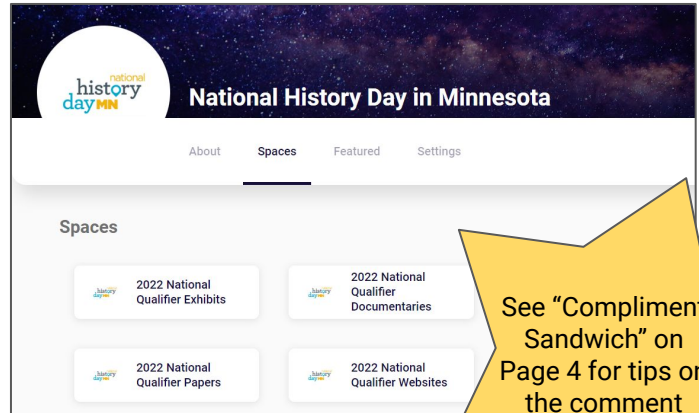 national
history
dayMN
National History Day in Minnesota
About Spaces Featured Settings
Spaces
2022 National
Qualifier Exhibits
2022 National
Qualifier
Documentaries
2022 National
Qualifier Papers
2022 National
Qualifier Websites
See “Compliment
Sandwich” on
Page 4 for tips on
the comment